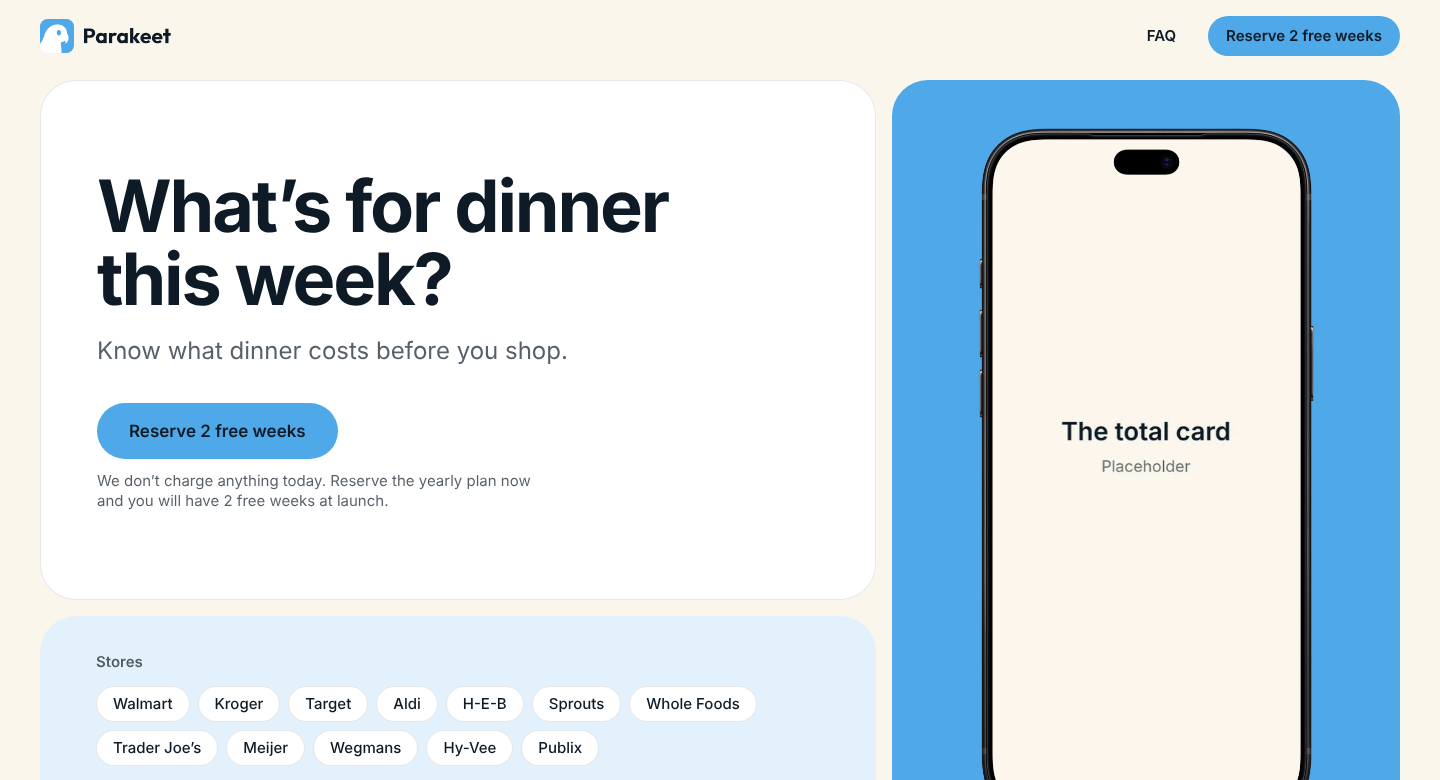 Parakeet
FAQ
Reserve 2 free weeks
What’s for dinner
this week?
Know what dinner costs before you shop.
Reserve 2 free weeks
We don’t charge anything today. Reserve the yearly plan now
and you will have 2 free weeks at launch.
The total card
Placeholder
Stores
Walmart Kroger Target Aldi H-E-B Sprouts Whole Foods
Trader Joe’s Meijer Wegmans Hy-Vee Publix